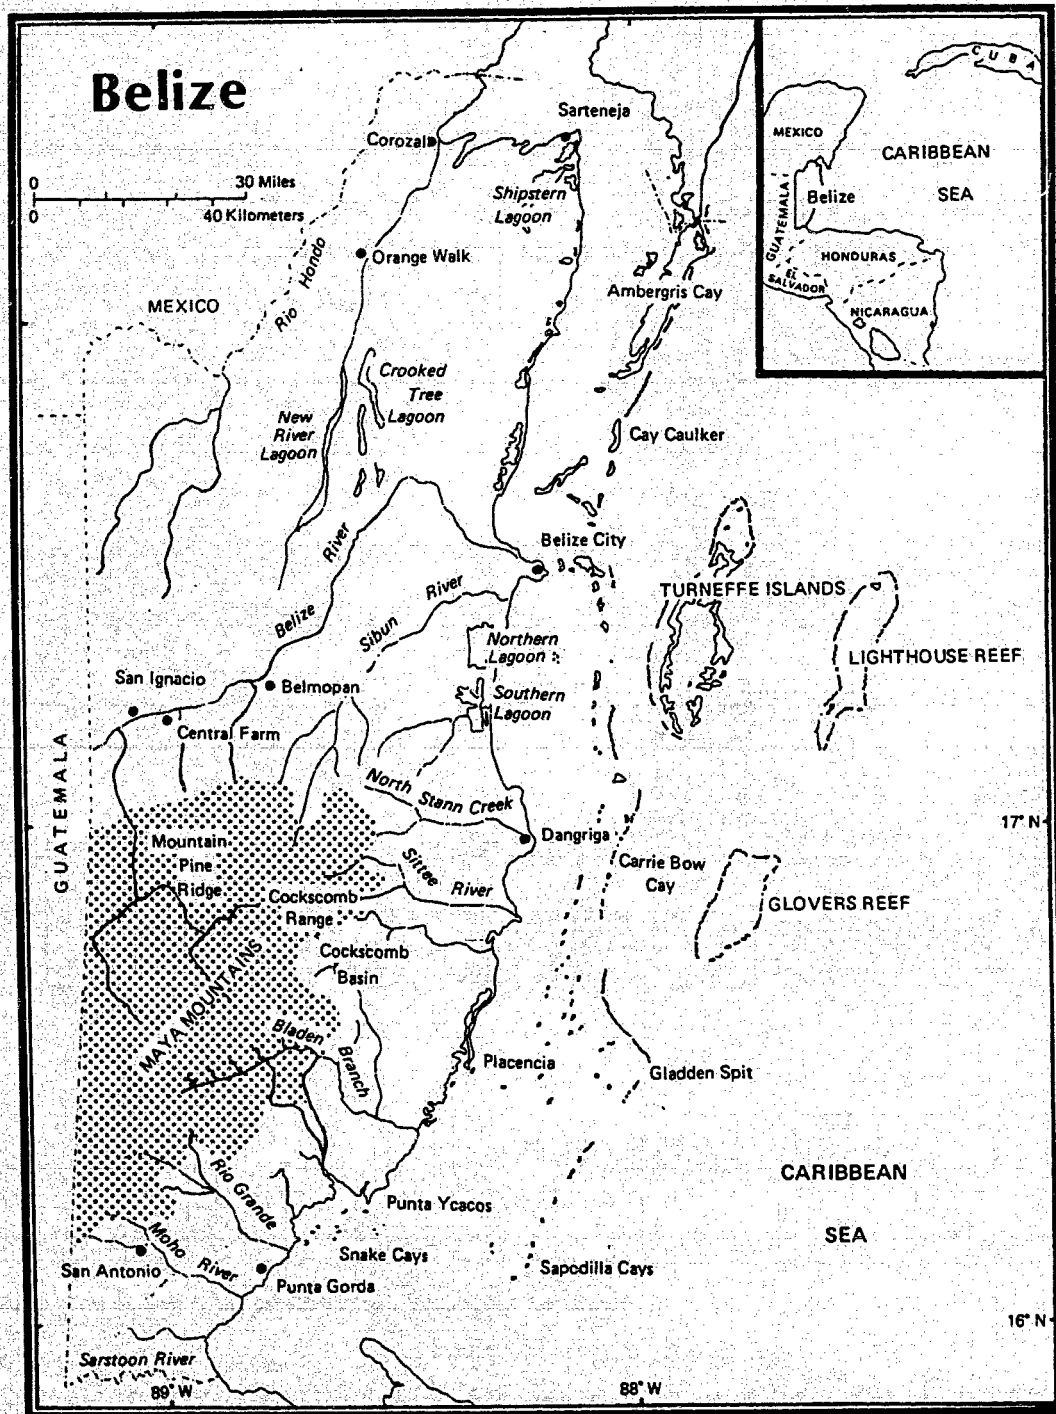 Belize
0 30 Miles
0 40 Kilometers
Corozal
Sarteneja
Shipstern
Lagoon
Orange Walk
Rio Hondo
MEXICO
Ambergris Cay
Crooked
Tree
Lagoon
New
River
Lagoon
Cay Caulker
Belize City
Belize River
Sibun River
TURNEFFE ISLANDS
Northern
Lagoon
LIGHTHOUSE REEF
San Ignacio
Belmopan
Southern
Lagoon
Central Farm
GUATEMALA
North Stann Creek
17° N
Dangriga
Mountain
Pine
Ridge
Sittee River
Carrie Bow
Cay
Cockscomb
Range
GLOVERS REEF
Cockscomb
Basin
MAYA MOUNTAINS
Bladen Branch
Placencia
Gladden Spit
CARIBBEAN
SEA
Rio Grande
Punta Ycacos
Moho River
Snake Cays
Sapodilla Cays
San Antonio
Punta Gorda
16° N
Sarstoon River
89° W
88° W
CUBA
MEXICO
CARIBBEAN
SEA
Belize
GUATEMALA
HONDURAS
EL
SALVADOR
NICARAGUA